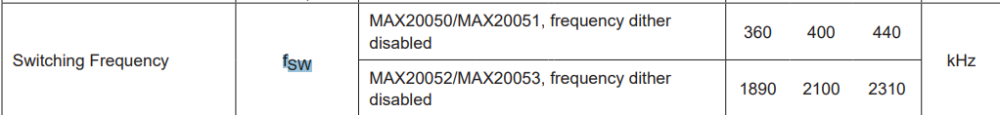 Switching Frequency
fSW
MAX20050/MAX20051, frequency dither
disabled
360 400 440
MAX20052/MAX20053, frequency dither
disabled
1890 2100 2310
kHz